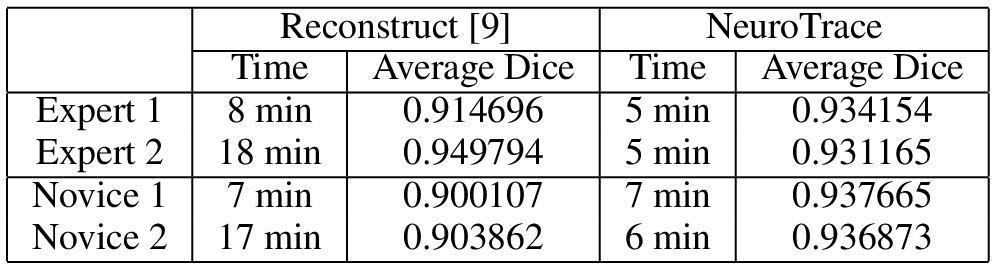 Reconstruct [9] NeuroTrace
Time Average Dice Time Average Dice
Expert 1 8 min 0.914696 5 min 0.934154
Expert 2 18 min 0.949794 5 min 0.931165
Novice 1 7 min 0.900107 7 min 0.937665
Novice 2 17 min 0.903862 6 min 0.936873